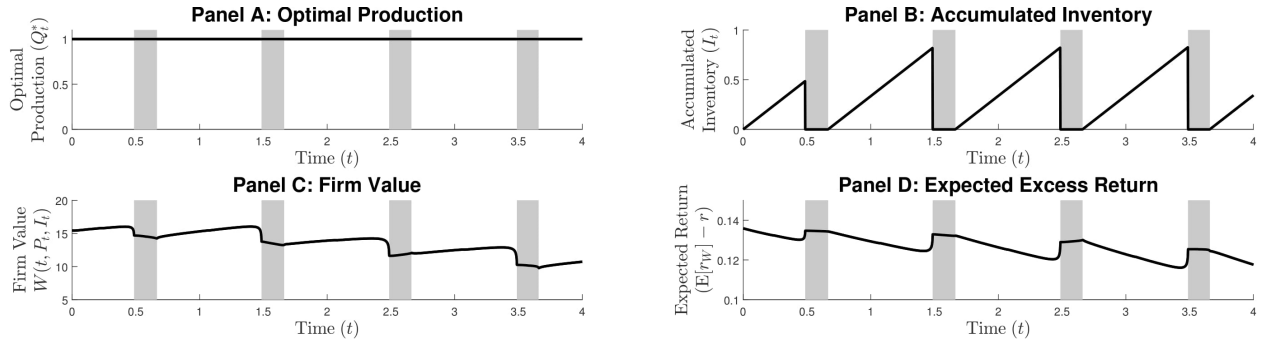 Panel A: Optimal Production
Optimal
Production (Q*t)
1
0.5
0
0 0.5 1 1.5 2 2.5 3 3.5 4
Time (t)
Panel B: Accumulated Inventory
Accumulated
Inventory (It)
1
0.5
0
0 0.5 1 1.5 2 2.5 3 3.5 4
Time (t)
Panel C: Firm Value
Firm Value
W(t, Pt, It)
20
15
10
5
0 0.5 1 1.5 2 2.5 3 3.5 4
Time (t)
Panel D: Expected Excess Return
Expected Return
(E[rW] − r)
0.14
0.12
0.1
0 0.5 1 1.5 2 2.5 3 3.5 4
Time (t)